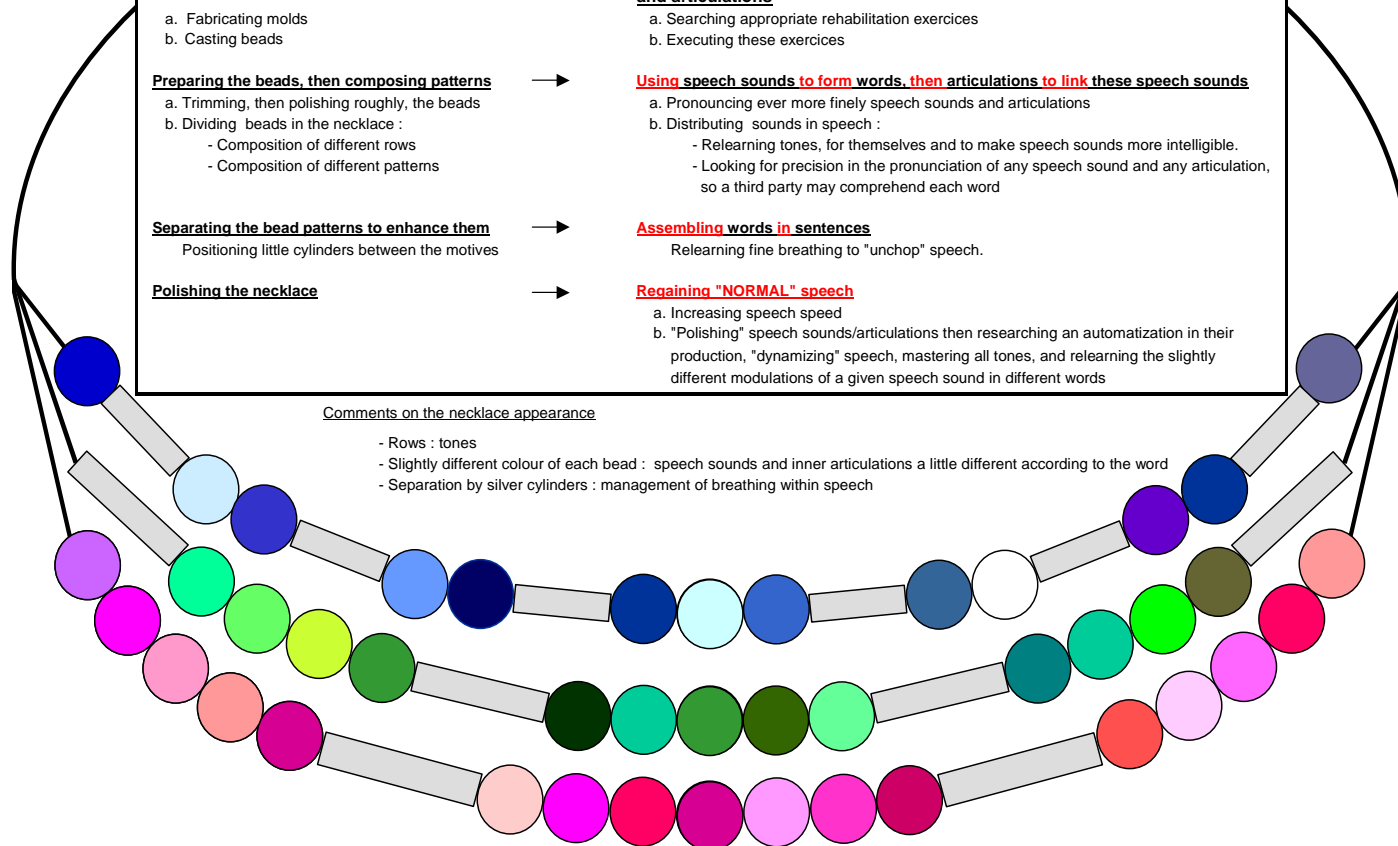 and articulations
a. Fabricating molds
b. Casting beads
a. Searching appropriate rehabilitation exercices
b. Executing these exercices
Preparing the beads, then composing patterns
Using speech sounds to form words, then articulations to link these speech sounds
a. Trimming, then polishing roughly, the beads
b. Dividing beads in the necklace :
- Composition of different rows
- Composition of different patterns
a. Pronouncing ever more finely speech sounds and articulations
b. Distributing sounds in speech :
- Relearning tones, for themselves and to make speech sounds more intelligible.
- Looking for precision in the pronunciation of any speech sound and any articulation,
so a third party may comprehend each word
Separating the bead patterns to enhance them
Positioning little cylinders between the motives
Assembling words in sentences
Relearning fine breathing to "unchop" speech.
Polishing the necklace
Regaining "NORMAL" speech
a. Increasing speech speed
b. "Polishing" speech sounds/articulations then researching an automatization in their
production, "dynamizing" speech, mastering all tones, and relearning the slightly
different modulations of a given speech sound in different words
Comments on the necklace appearance
- Rows : tones
- Slightly different colour of each bead : speech sounds and inner articulations a little different according to the word
- Separation by silver cylinders : management of breathing within speech